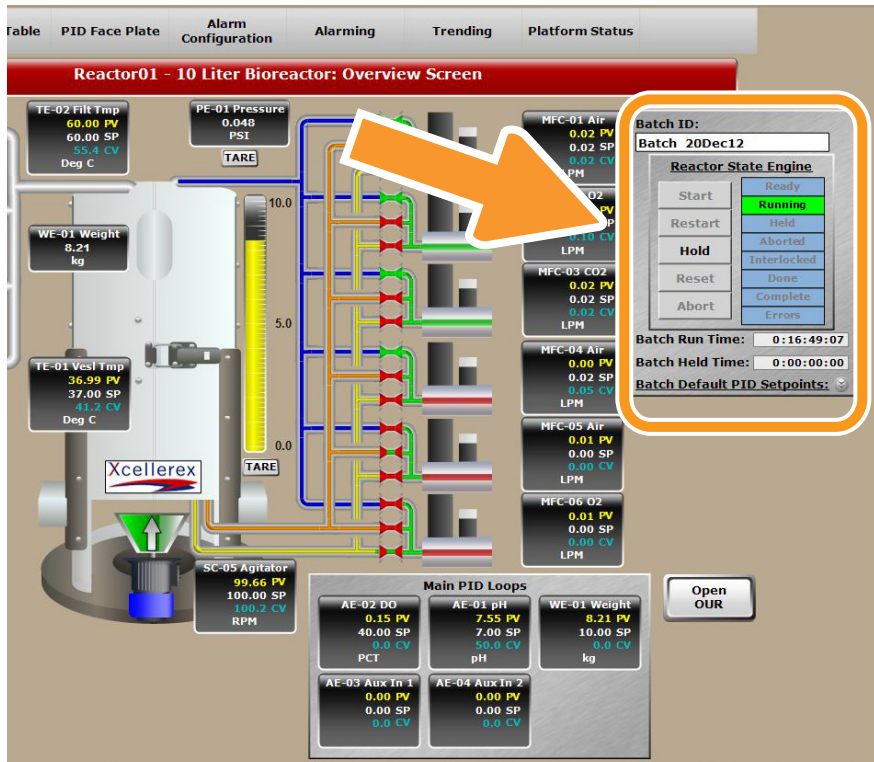 Table
PID Face Plate
Alarm
Configuration
Alarming
Trending
Platform Status
Reactor01 - 10 Liter Bioreactor: Overview Screen
TE-02 Filt Tmp
60.00 PV
60.00 SP
55.4 CV
Deg C
PE-01 Pressure
0.048
PSI
TARE
WE-01 Weight
8.21
kg
TE-01 Vesl Tmp
36.99 PV
37.00 SP
41.2 CV
Deg C
10.0
5.0
0.0
TARE
Xcellerex
SC-05 Agitator
99.66 PV
100.00 SP
100.2 CV
RPM
MFC-01 Air
0.02 PV
0.02 SP
0.02 CV
PM
O2
0.10 CV
LPM
MFC-03 CO2
0.02 PV
0.02 SP
0.02 CV
LPM
MFC-04 Air
0.00 PV
0.02 SP
0.05 CV
LPM
MFC-05 Air
0.01 PV
0.00 SP
0.00 CV
LPM
MFC-06 O2
0.01 PV
0.00 SP
0.00 CV
LPM
Batch ID:
Batch 20Dec12
Reactor State Engine
Start
Restart
Hold
Reset
Abort
Ready
Running
Held
Aborted
Interlocked
Done
Complete
Errors
Batch Run Time: 0:16:49:07
Batch Held Time: 0:00:00:00
Batch Default PID Setpoints:
Main PID Loops
AE-02 DO
0.15 PV
40.00 SP
0.0 CV
PCT
AE-01 pH
7.55 PV
7.00 SP
50.0 CV
pH
WE-01 Weight
8.21 PV
10.00 SP
0.0 CV
kg
AE-03 Aux In 1
0.00 PV
0.00 SP
0.0 CV
AE-04 Aux In 2
0.00 PV
0.00 SP
0.0 CV
Open
OUR